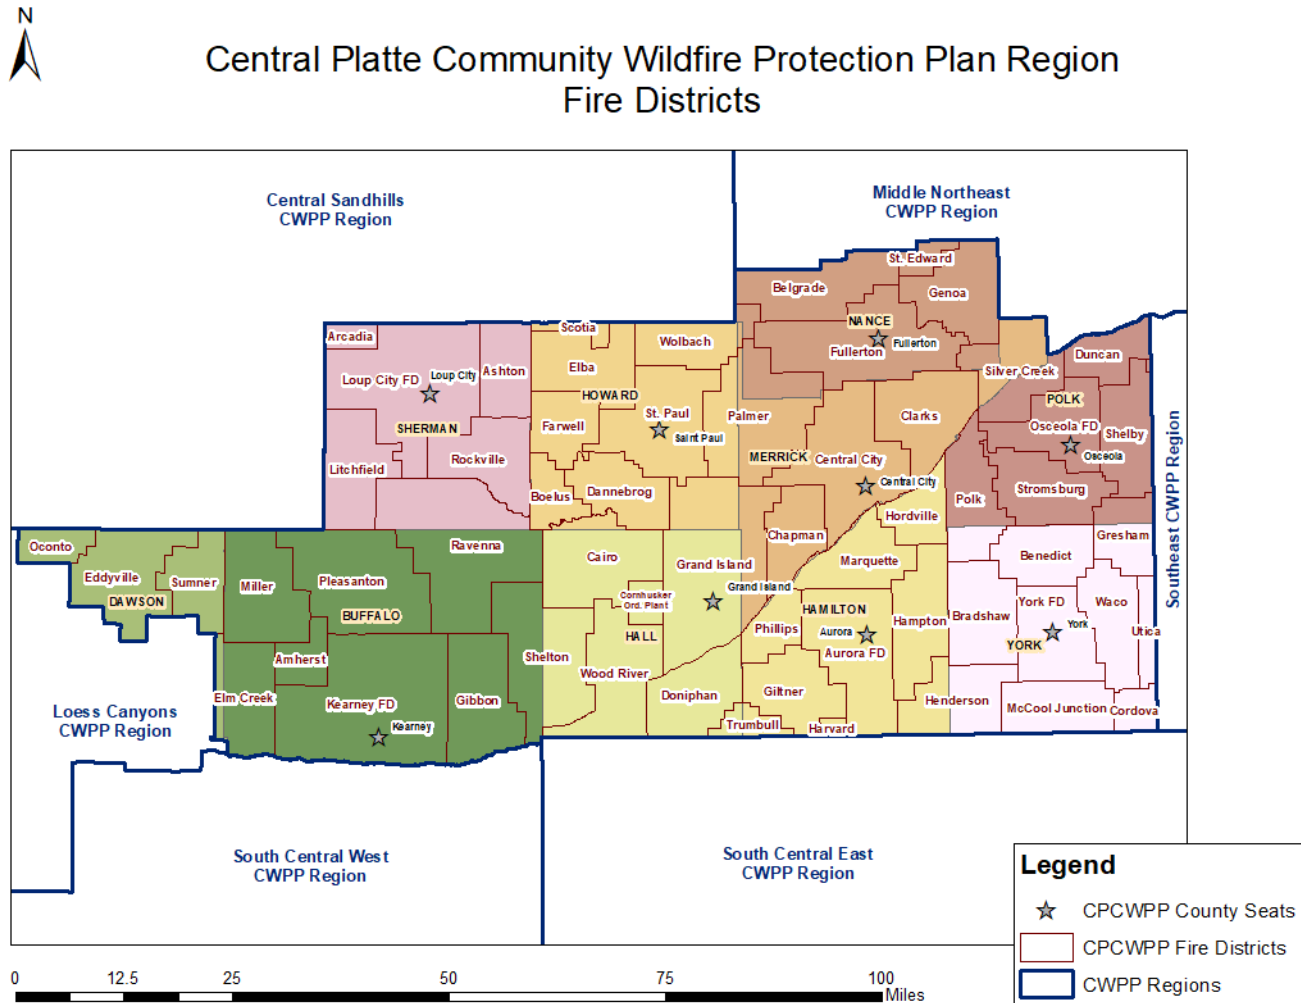 N
Central Platte Community Wildfire Protection Plan Region
Fire Districts
Central Sandhills
CWPP Region
Middle Northeast
CWPP Region
St. Edward
Belgrade
Genoa
NANCE
Fullerton
Fullerton
Arcadia
Scotia
Wolbach
Duncan
Loup City FD
Loup City
Ashton
Elba
Silver Creek
HOWARD
POLK
SHERMAN
Farwell
St. Paul
Saint Paul
Palmer
Clarks
Osceola FD
Osceola
Shelby
Litchfield
Rockville
MERRICK
Central City
Central City
Boelus
Dannebrog
Polk
Stromsburg
Hordville
Southeast CWPP Region
Oconto
Ravenna
Cairo
Chapman
Gresham
Eddyville
Sumner
Miller
Pleasanton
Grand Island
Grand Island
Marquette
Benedict
DAWSON
BUFFALO
Cornhusker
Ord. Plant
HALL
HAMILTON
Hampton
Bradshaw
York FD
York
Waco
Phillips
Aurora
Aurora FD
YORK
Utica
Amherst
Shelton
Wood River
Elm Creek
Kearney FD
Gibbon
Doniphan
Giltner
Henderson
McCool Junction
Cordova
Kearney
Trumbull
Harvard
Loess Canyons
CWPP Region
South Central West
CWPP Region
South Central East
CWPP Region
Legend
CPCWPP County Seats
CPCWPP Fire Districts
CWPP Regions
0 12.5 25 50 75 100
Miles